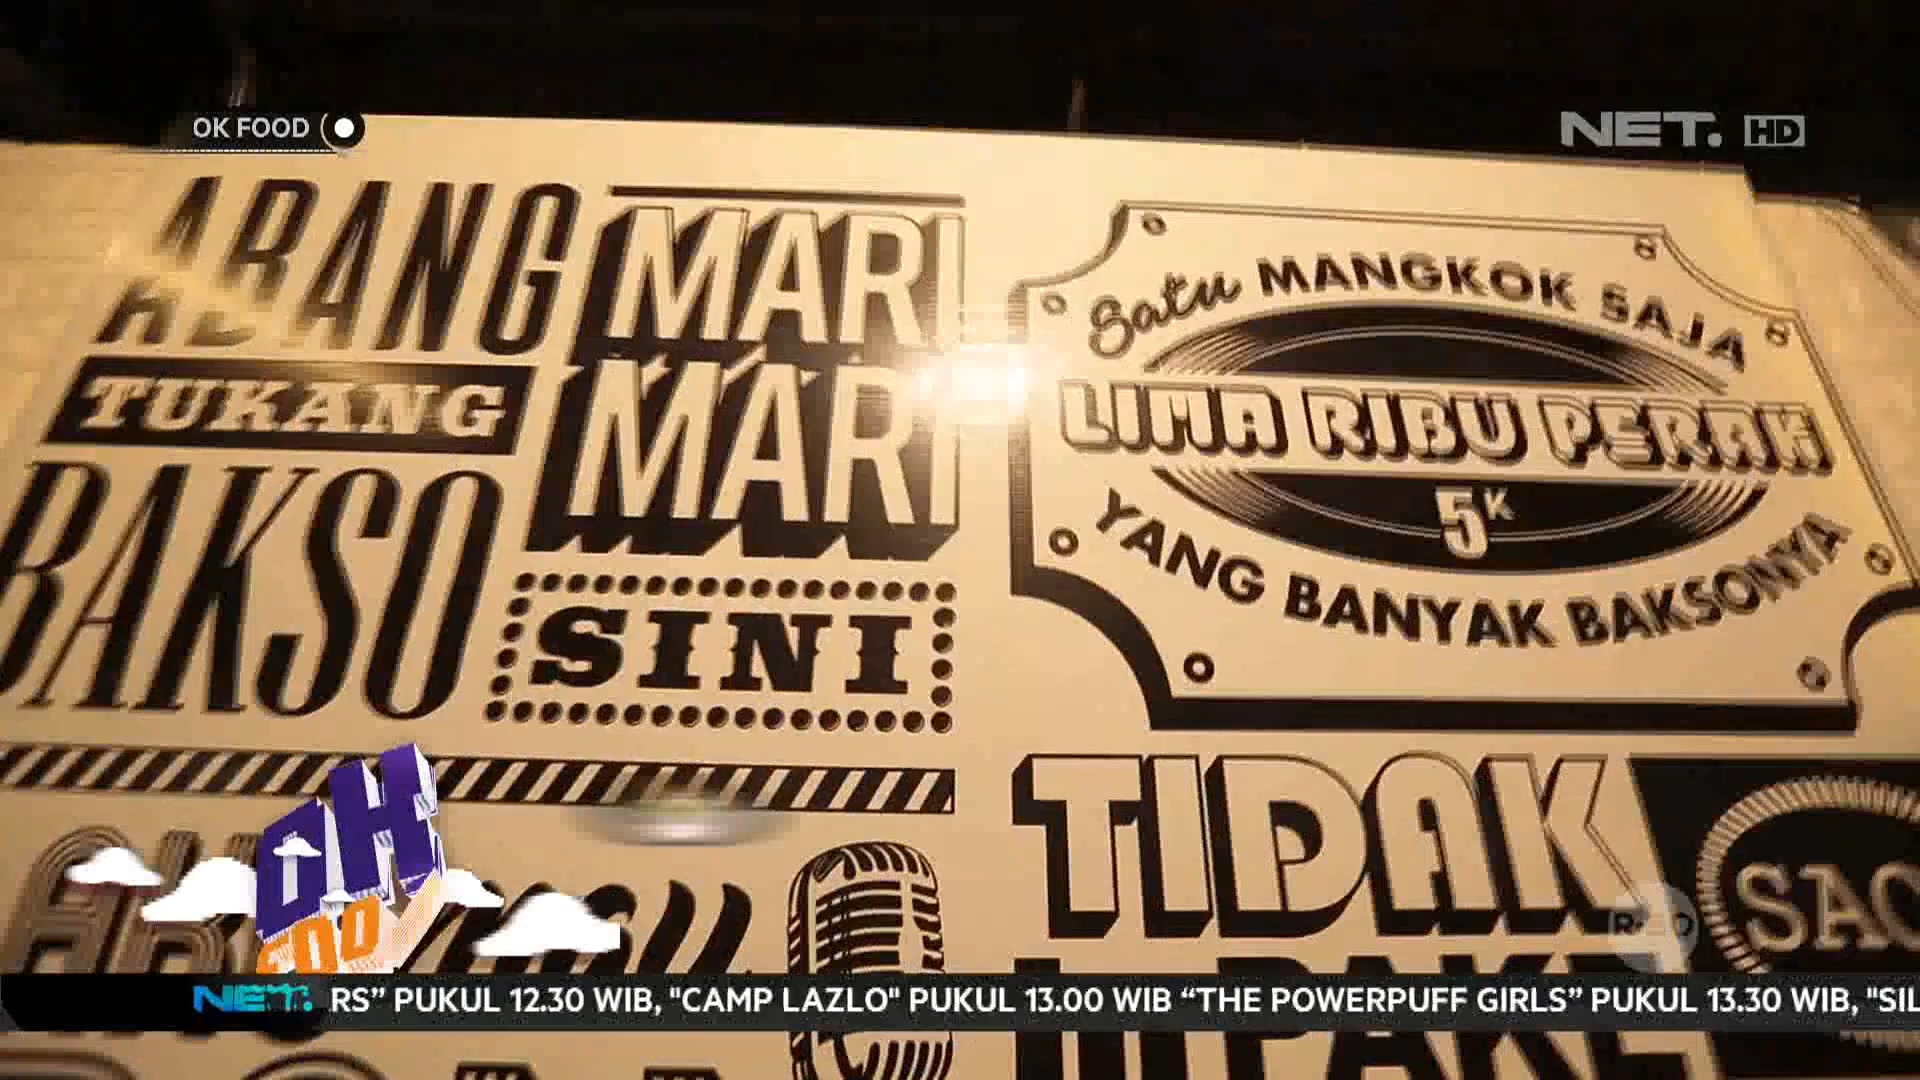 OK FOOD
NET. HD
ABANG
TUKANG
BAKSO
MARI
MARI
SINI
Satu MANGKOK SAJA
LIMA RIBU PERAK
5K
YANG BANYAK BAKSONYA
TIDAK
PAKE
OH
NET. RS” PUKUL 12.30 WIB, "CAMP LAZLO" PUKUL 13.00 WIB “THE POWERPUFF GIRLS” PUKUL 13.30 WIB, "SIL